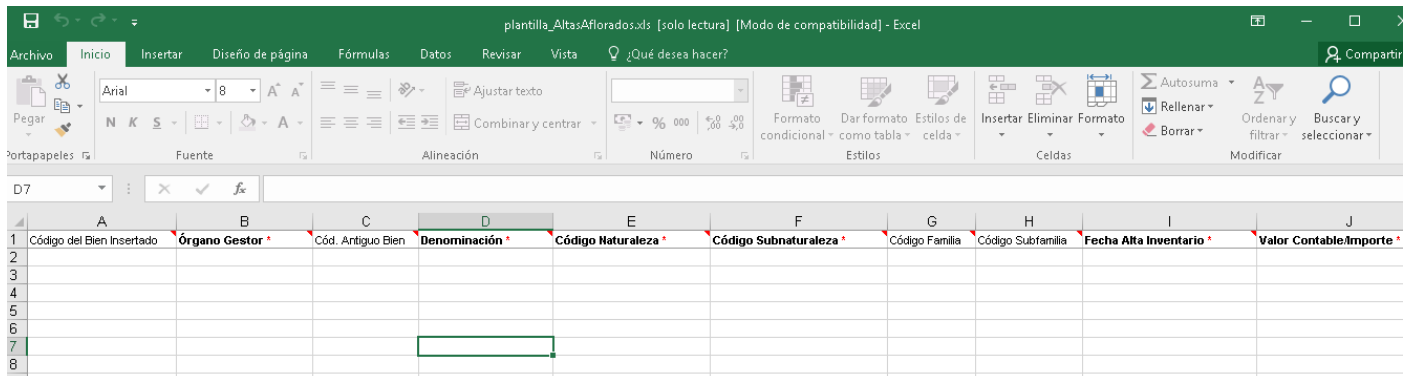 plantilla_AltasAflorados.xls [solo lectura] [Modo de compatibilidad] - Excel
Archivo Inicio Insertar Diseño de página Fórmulas Datos Revisar Vista ¿Qué desea hacer? Compartir
Pegar
Portapapeles
Arial 8 A A
N K S A
Fuente
Ajustar texto
Combinar y centrar
Alineación
% 000
Número
Formato condicional
Dar formato como tabla
Estilos de celda
Estilos
Insertar Eliminar Formato
Celdas
Autosuma
Rellenar
Borrar
Ordenar y filtrar
Buscar y seleccionar
Modificar
D7 fx
A B C D E F G H I J
1 Código del Bien Insertado Órgano Gestor * Cód. Antiguo Bien Denominación * Código Naturaleza * Código Subnaturaleza * Código Familia Código Subfamilia Fecha Alta Inventario * Valor Contable/Importe *
2
3
4
5
6
7
8